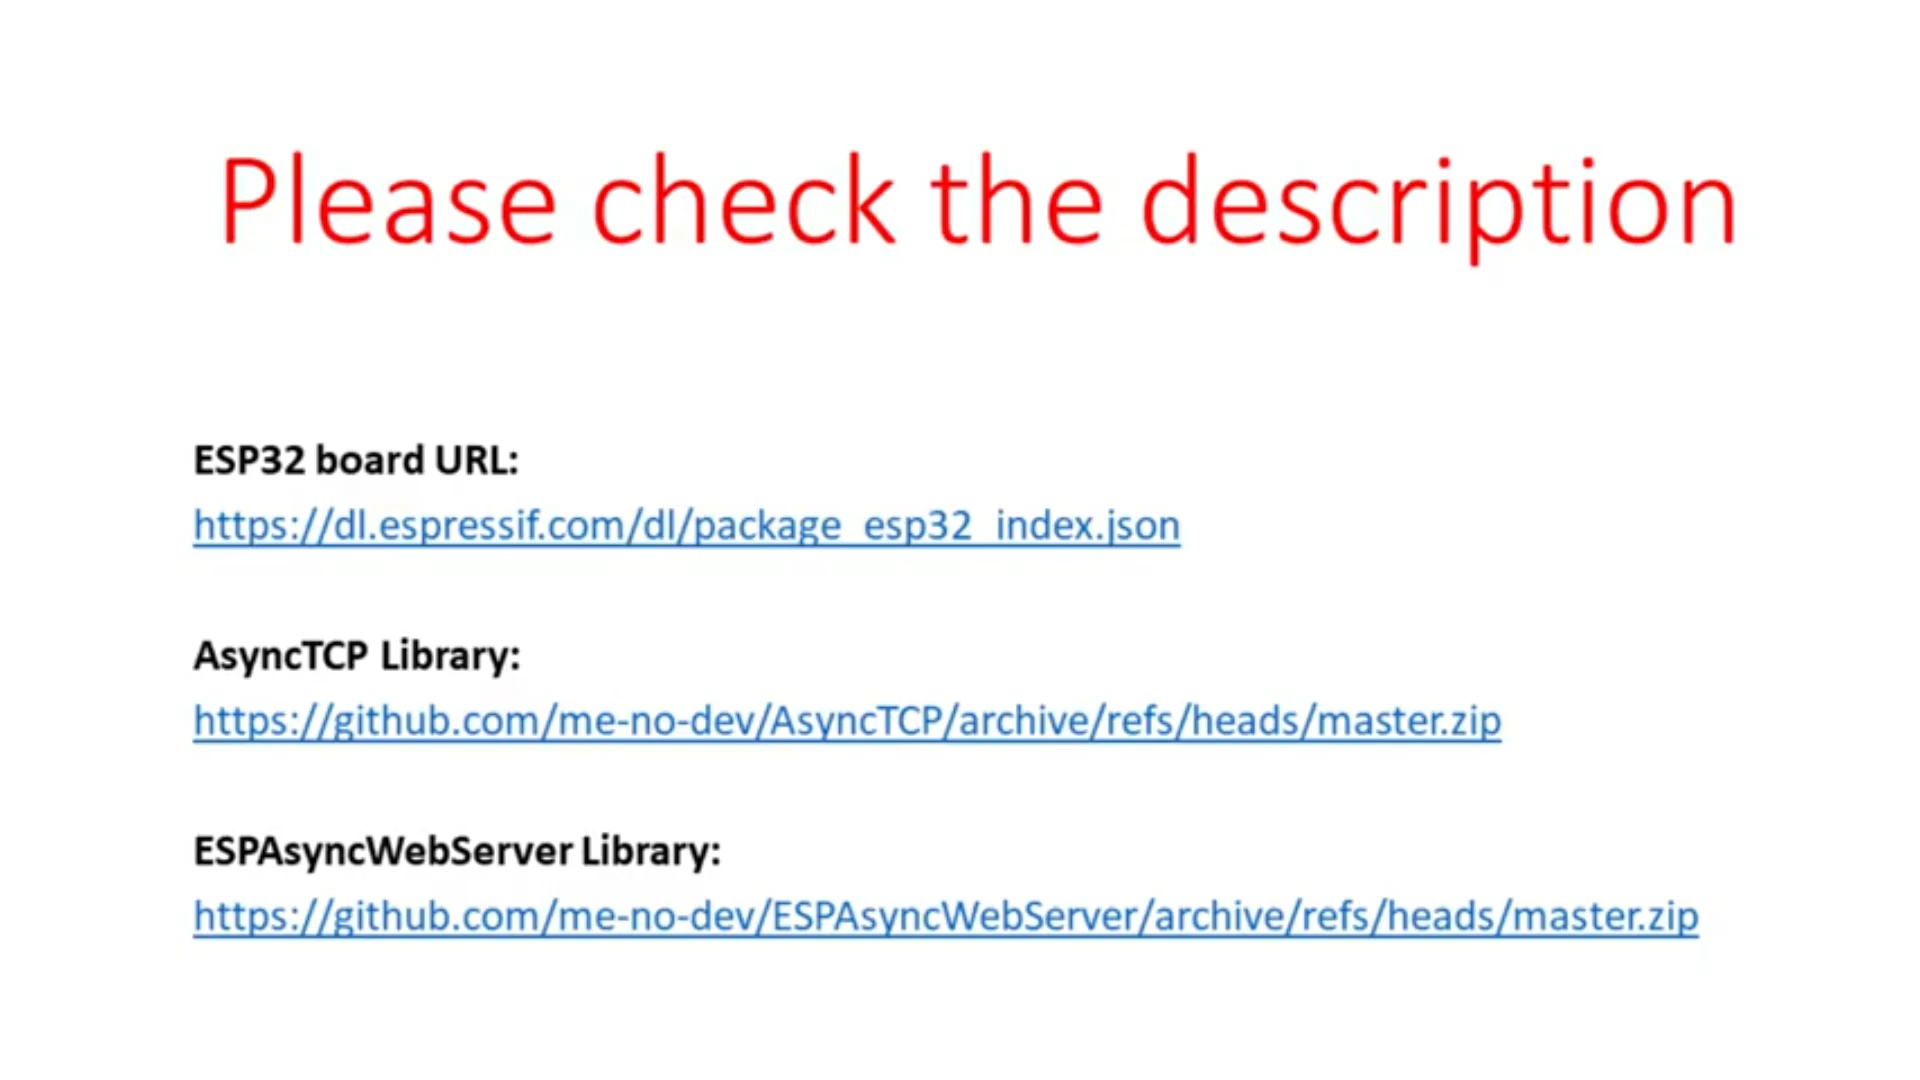 Please check the description
ESP32 board URL:
https://dl.espressif.com/dl/package_esp32_index.json
AsyncTCP Library:
https://github.com/me-no-dev/AsyncTCP/archive/refs/heads/master.zip
ESPAsyncWebServer Library:
https://github.com/me-no-dev/ESPAsyncWebServer/archive/refs/heads/master.zip